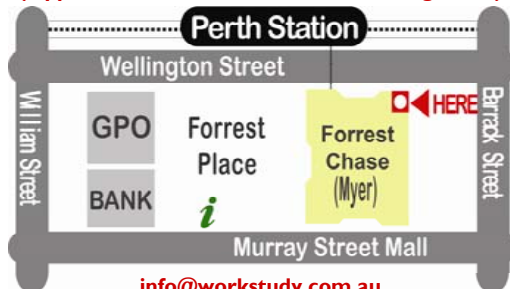 Perth Station
Wellington Street
William Street
GPO
BANK
Forrest
Place
i
Forrest
Chase
(Myer)
HERE
Barrack Street
Murray Street Mall
info@workstudy.com.au